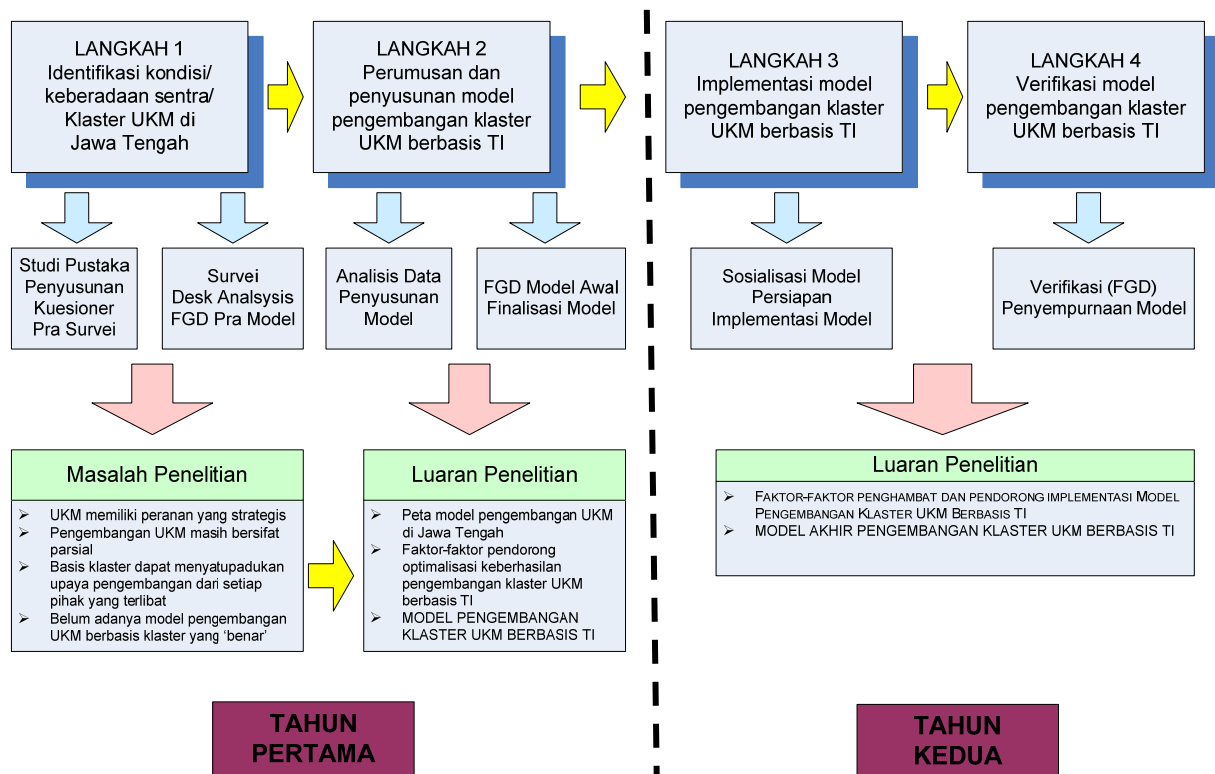 LANGKAH 1
Identifikasi kondisi/
keberadaan sentra/
Klaster UKM di
Jawa Tengah
LANGKAH 2
Perumusan dan
penyusunan model
pengembangan klaster
UKM berbasis TI
LANGKAH 3
Implementasi model
pengembangan klaster
UKM berbasis TI
LANGKAH 4
Verifikasi model
pengembangan klaster
UKM berbasis TI
Studi Pustaka
Penyusunan
Kuesioner
Pra Survei
Survei
Desk Analsysis
FGD Pra Model
Analisis Data
Penyusunan
Model
FGD Model Awal
Finalisasi Model
Sosialisasi Model
Persiapan
Implementasi Model
Verifikasi (FGD)
Penyempurnaan Model
Masalah Penelitian
➢ UKM memiliki peranan yang strategis
➢ Pengembangan UKM masih bersifat
parsial
➢ Basis klaster dapat menyatupadukan
upaya pengembangan dari setiap
pihak yang terlibat
➢ Belum adanya model pengembangan
UKM berbasis klaster yang ‘benar’
Luaran Penelitian
➢ Peta model pengembangan UKM
di Jawa Tengah
➢ Faktor-faktor pendorong
optimalisasi keberhasilan
pengembangan klaster UKM
berbasis TI
➢ MODEL PENGEMBANGAN
KLASTER UKM BERBASIS TI
Luaran Penelitian
➢ FAKTOR-FAKTOR PENGHAMBAT DAN PENDORONG IMPLEMENTASI MODEL
PENGEMBANGAN KLASTER UKM BERBASIS TI
➢ MODEL AKHIR PENGEMBANGAN KLASTER UKM BERBASIS TI
TAHUN
PERTAMA
TAHUN
KEDUA